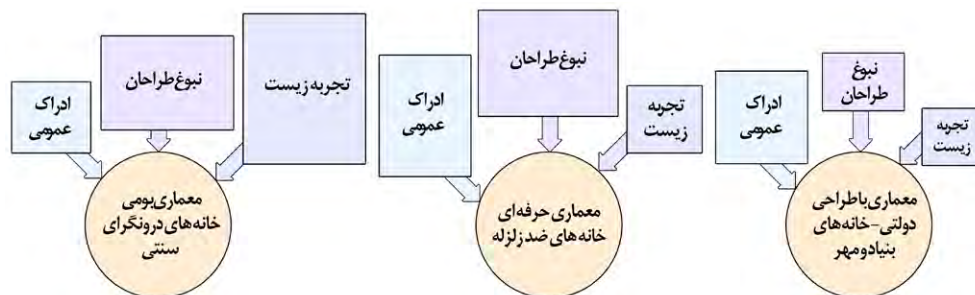 تجربه زیست
نبوغ طراحان
ادراک
عمومی
معماری بومی
خانه‌های درونگرای
سنتی
نبوغ طراحان
ادراک
عمومی
تجربه
زیست
معماری حرفه‌ای
خانه‌های ضد زلزله
نبوغ
طراحان
ادراک
عمومی
تجربه
زیست
معماری با طراحی
دولتی-خانه‌های
بنیاد و مهر